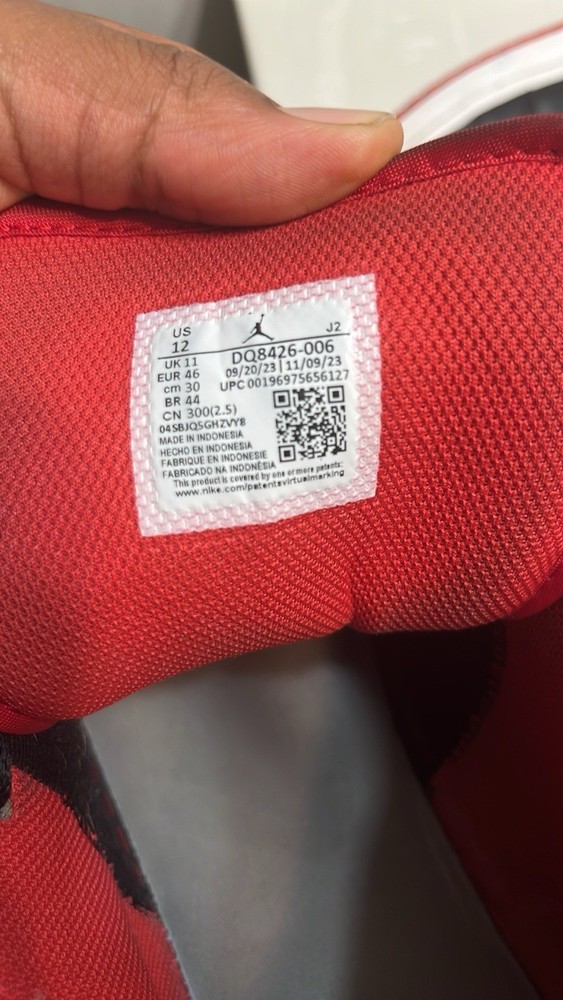 US J2
12 DQ8426-006
UK 11 09/20/23 | 11/09/23
EUR 46 UPC 00196975656127
cm 30
BR 44
CN 300(2.5)
04SBJQSGHZVY8
MADE IN INDONESIA
HECHO EN INDONESIA
FABRIQUE EN INDONESIE
FABRICADO NA INDONÉSIA
This product is covered by one or more patents:
www.nike.com/patentsvirtualmarking